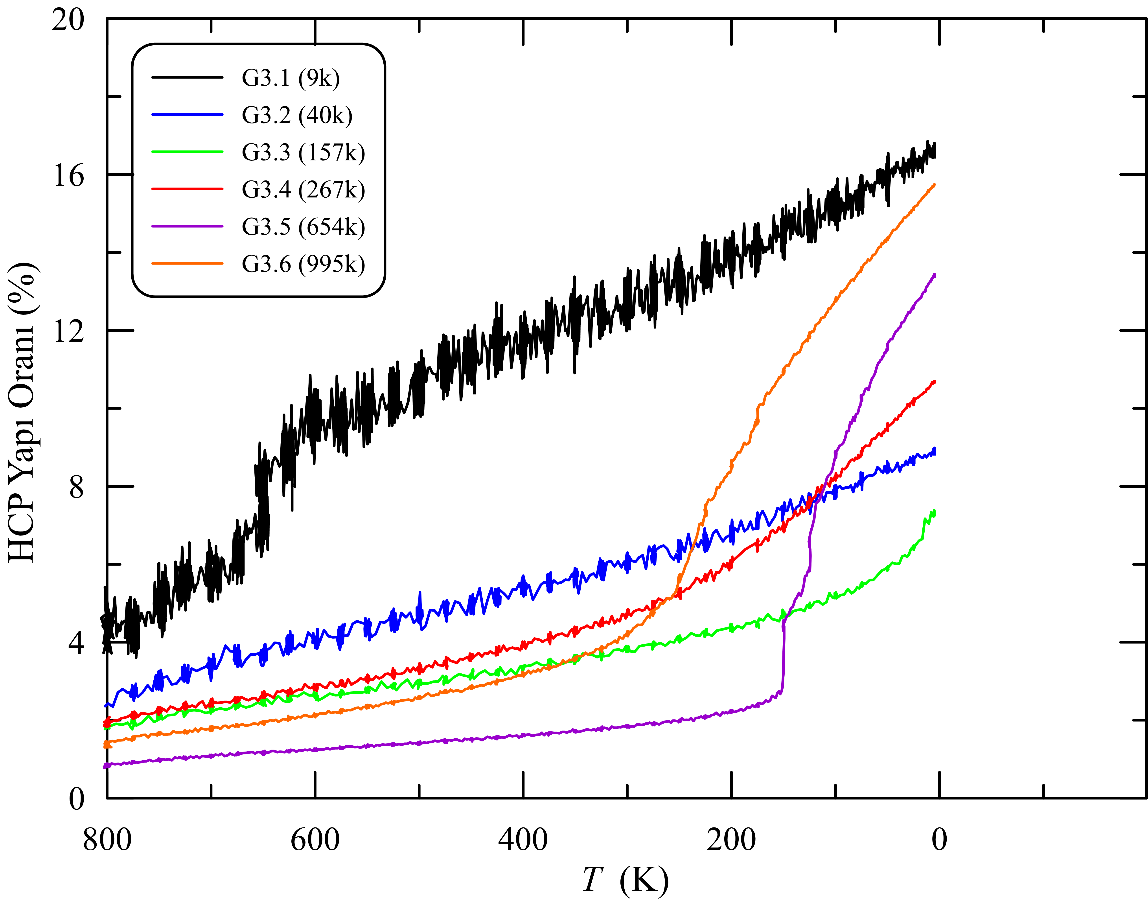 20
16
12
8
4
0
HCP Yapı Oranı (%)
G3.1 (9k)
G3.2 (40k)
G3.3 (157k)
G3.4 (267k)
G3.5 (654k)
G3.6 (995k)
800 600 400 200 0
T (K)